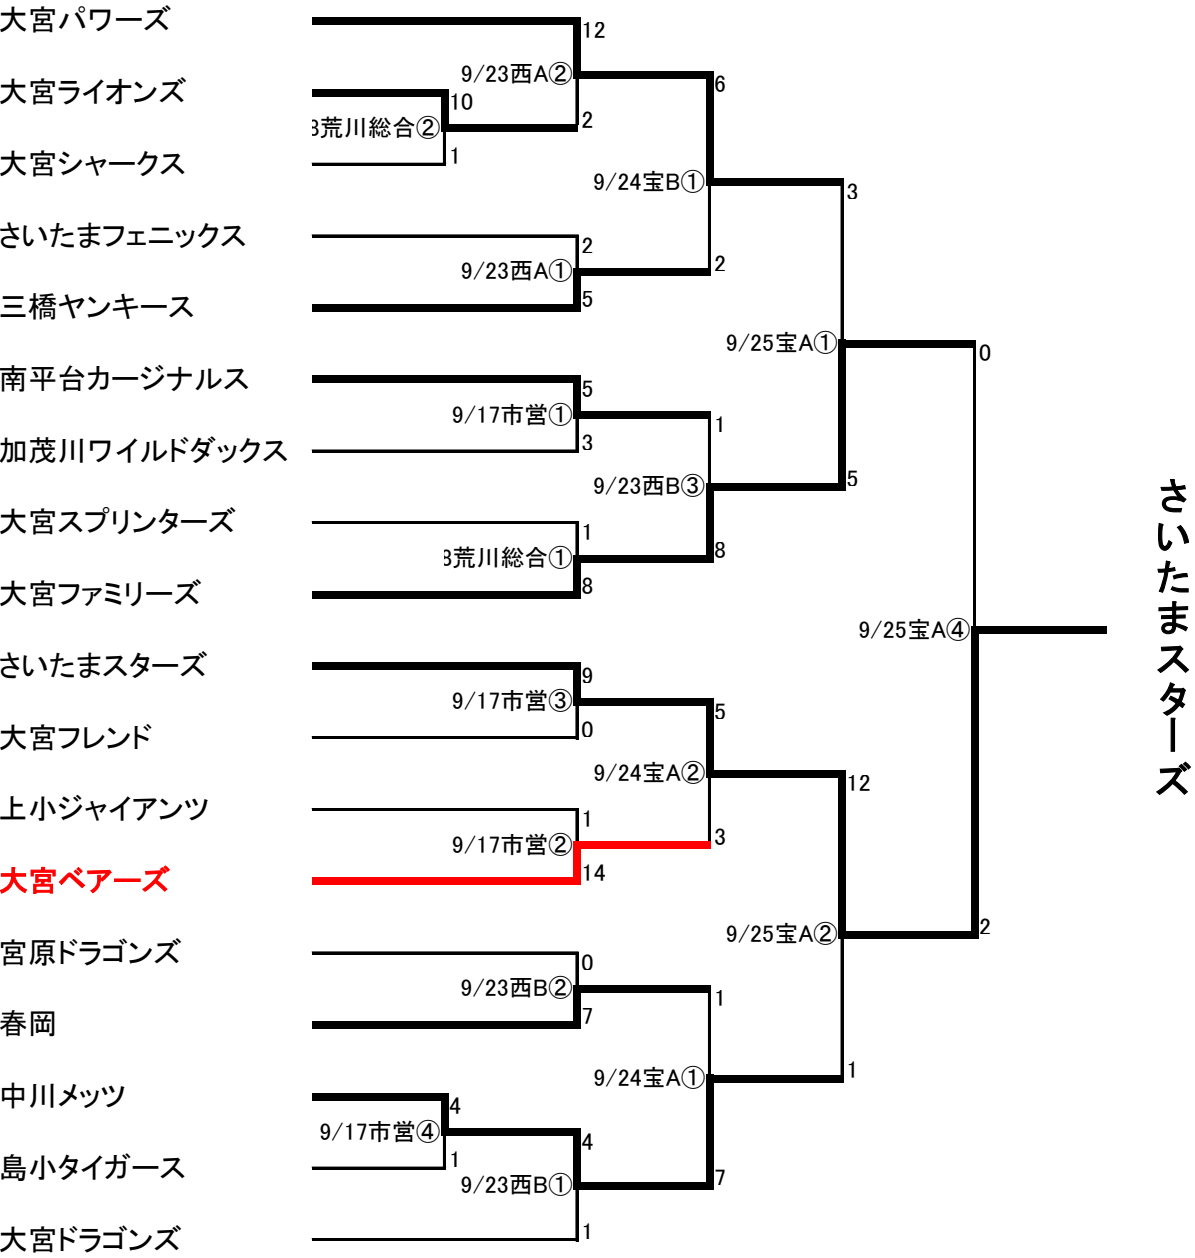 大宮パワーズ
12
9/23西A②
6
大宮ライオンズ
10
8荒川総合②
2
大宮シャークス
1
9/24宝B①
3
さいたまフェニックス
2
9/23西A①
2
5
三橋ヤンキース
9/25宝A①
0
南平台カージナルス
5
9/17市営①
1
加茂川ワイルドダックス
3
9/23西B③
5
大宮スプリンターズ
1
8荒川総合①
8
大宮ファミリーズ
8
9/25宝A④
さいたまスターズ
さいたまスターズ
9
9/17市営③
5
大宮フレンド
0
9/24宝A②
12
上小ジャイアンツ
1
9/17市営②
3
大宮ベアーズ
14
9/25宝A②
2
宮原ドラゴンズ
0
9/23西B②
1
春岡
7
9/24宝A①
1
中川メッツ
4
9/17市営④
4
島小タイガース
1
9/23西B①
7
大宮ドラゴンズ
1